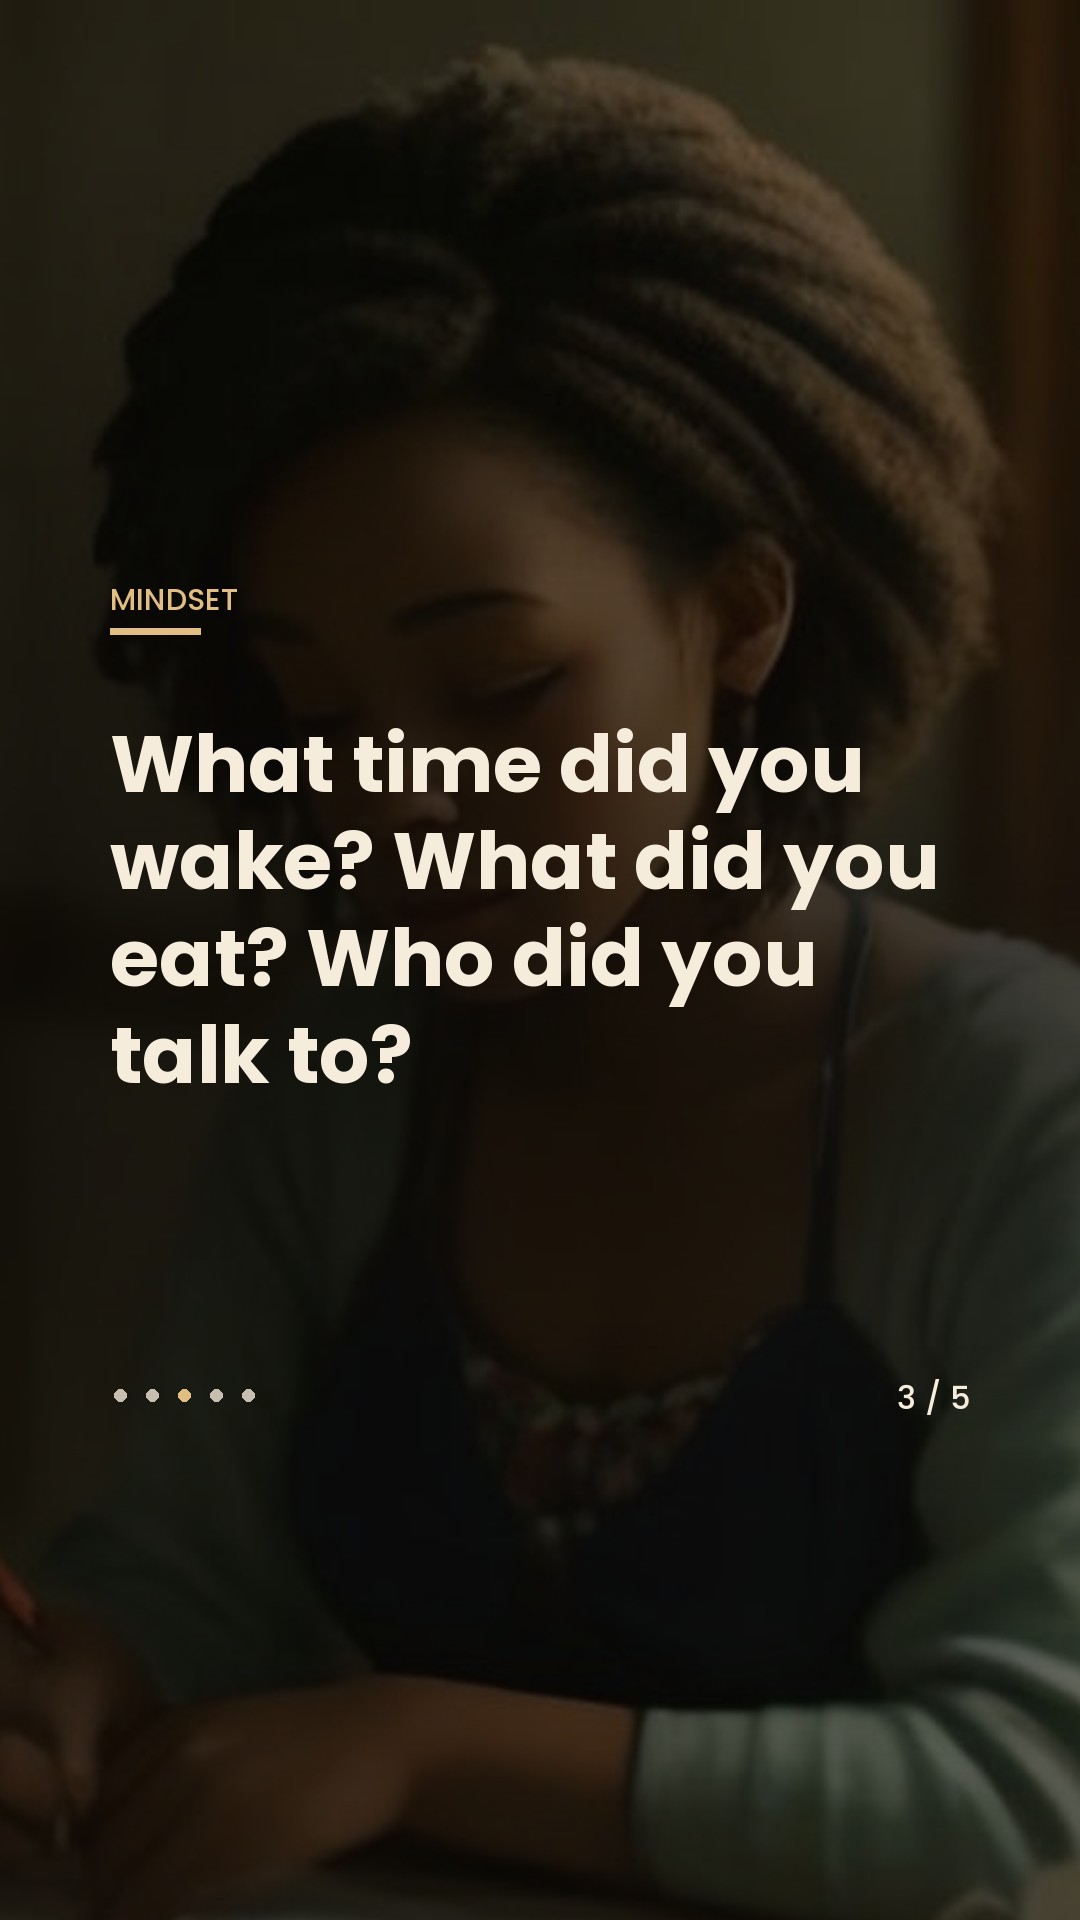 MINDSET
What time did you
wake? What did you
eat? Who did you
talk to?
3 / 5